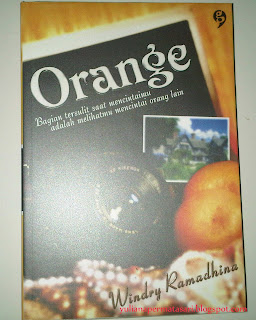 Orange
Bagian tersulit saat mencintaimu
adalah melihatmu mencintai orang lain
Windry Ramadhina